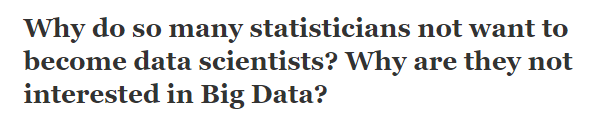 Why do so many statisticians not want to
become data scientists? Why are they not
interested in Big Data?